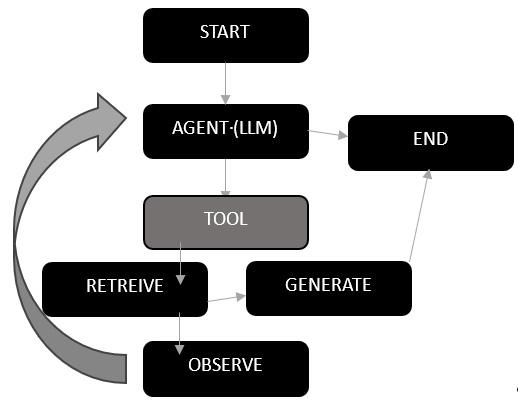 START
AGENT·(LLM)
END
TOOL
RETREIVE
GENERATE
OBSERVE